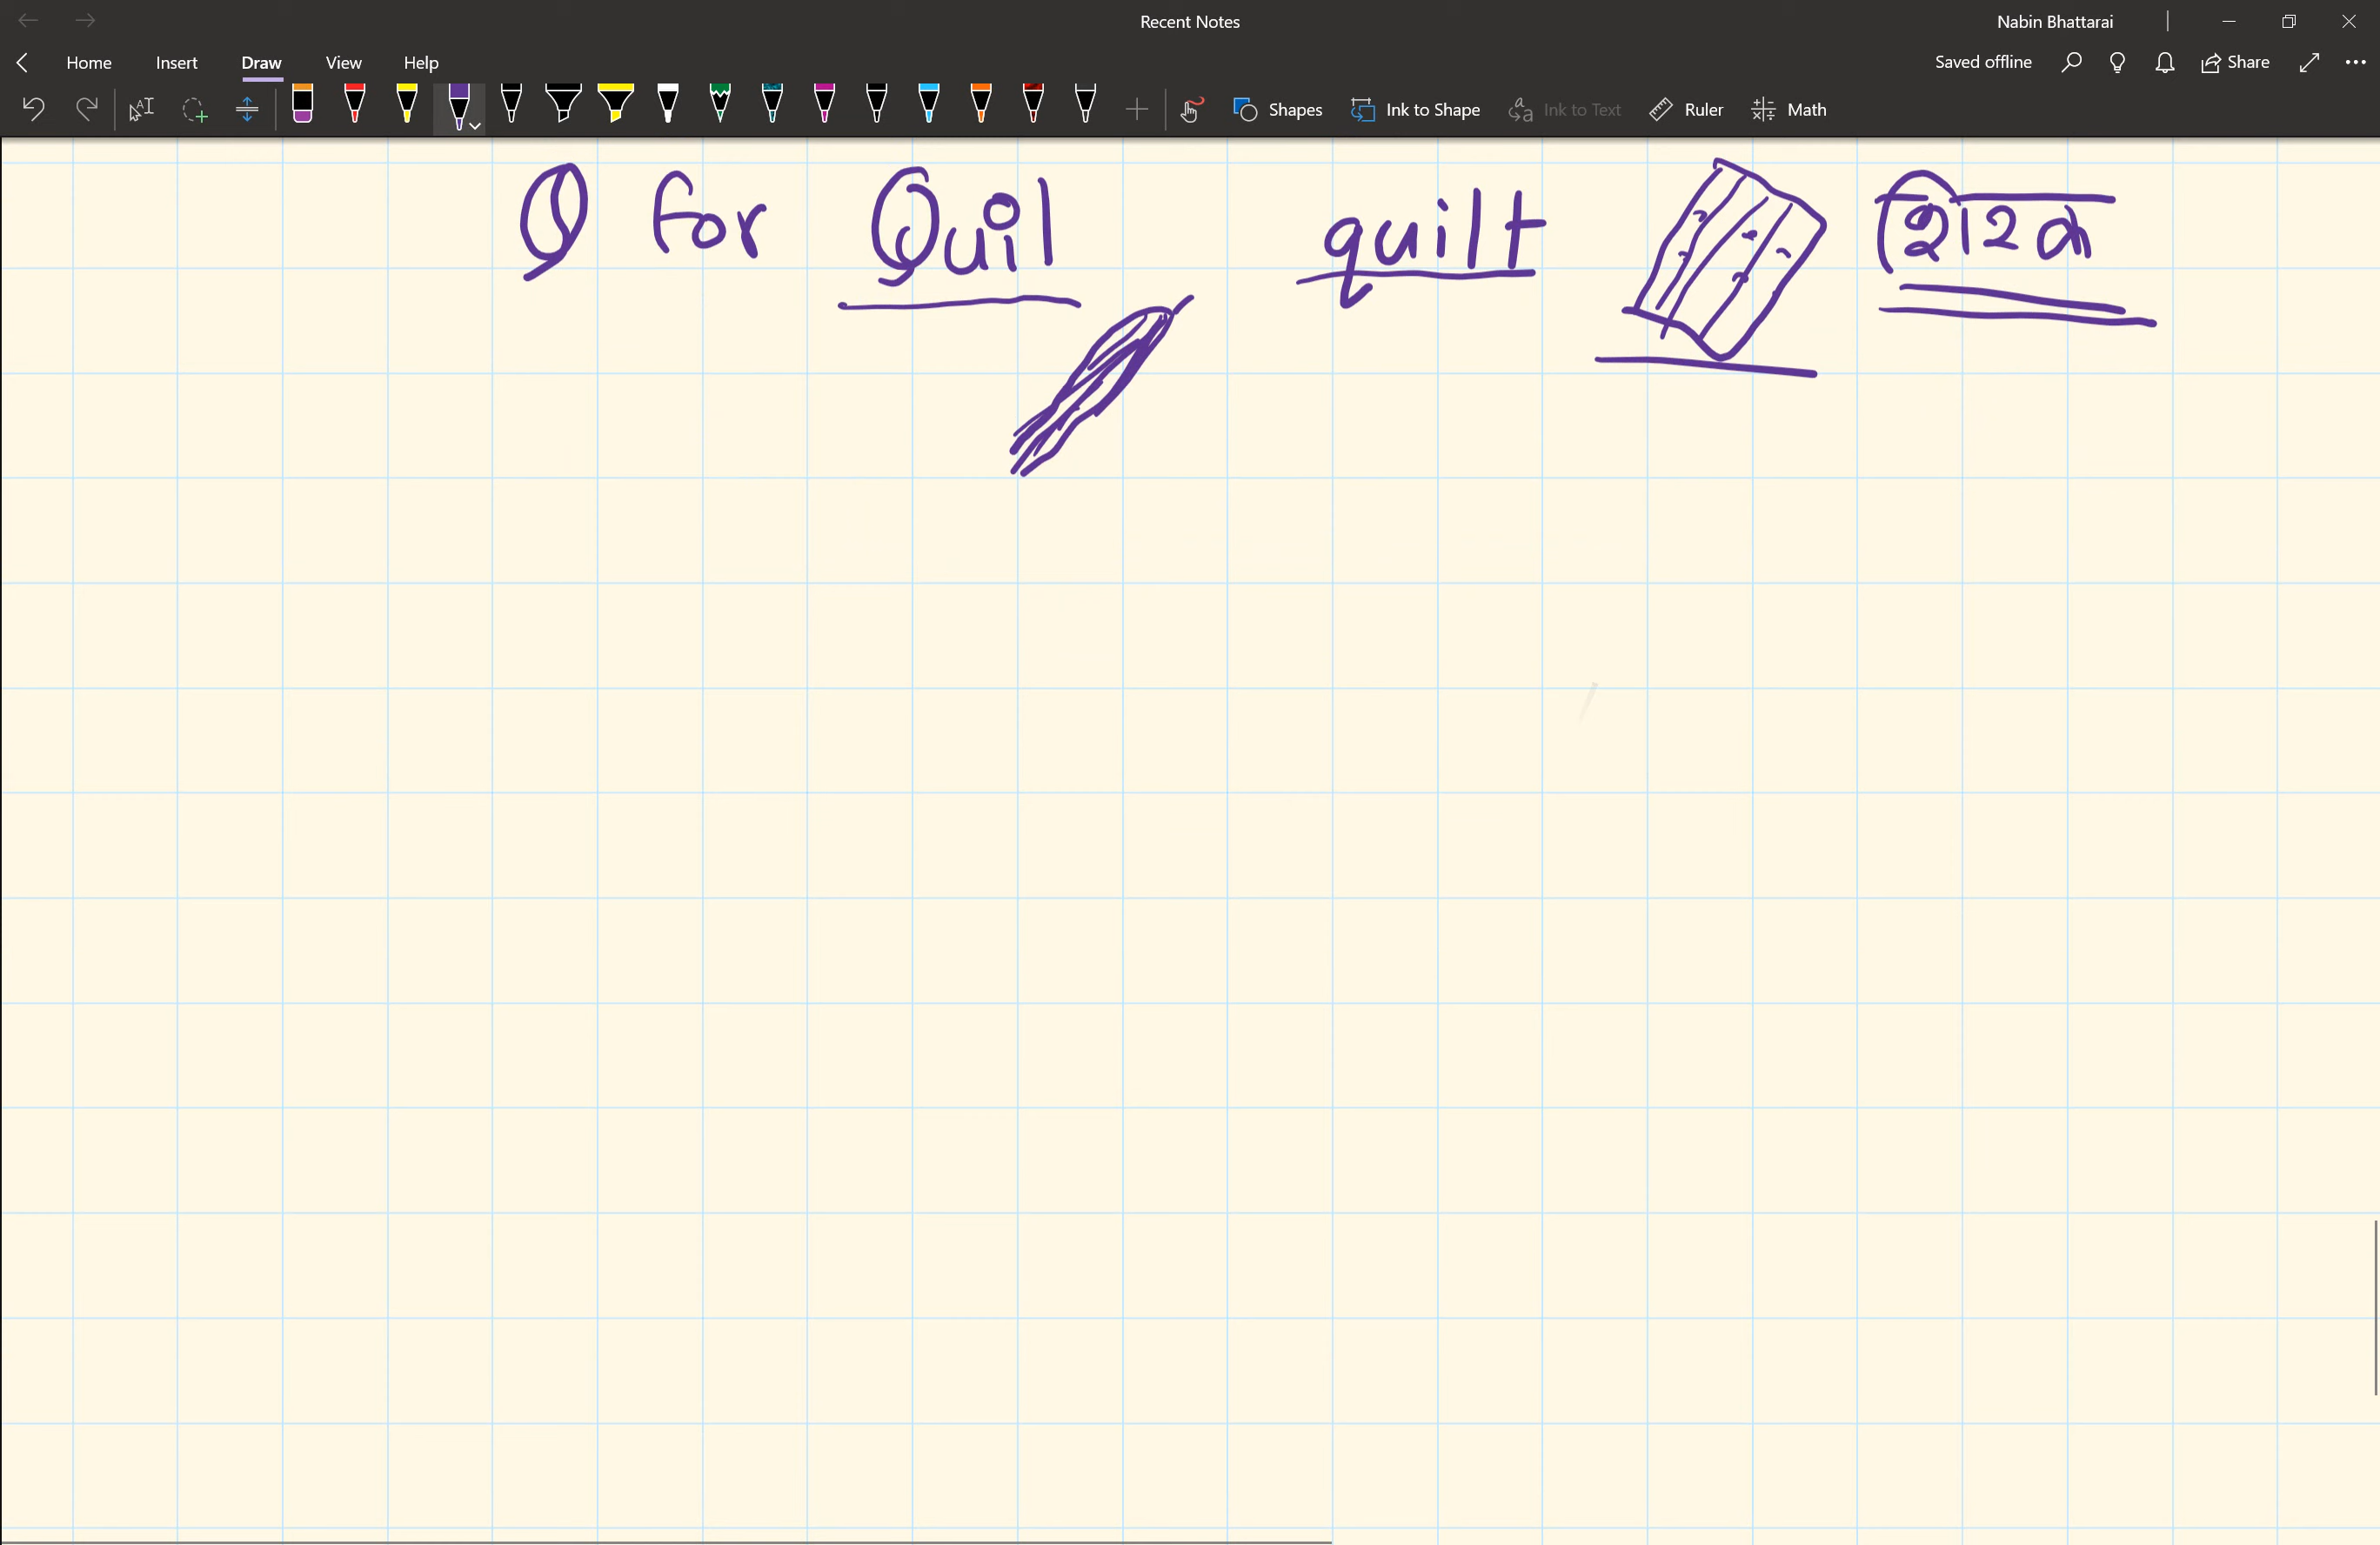 Recent Notes
Nabin Bhattarai
Home Insert Draw View Help
Saved offline Share
Shapes Ink to Shape Ink to Text Ruler Math
Q for Quil quilt